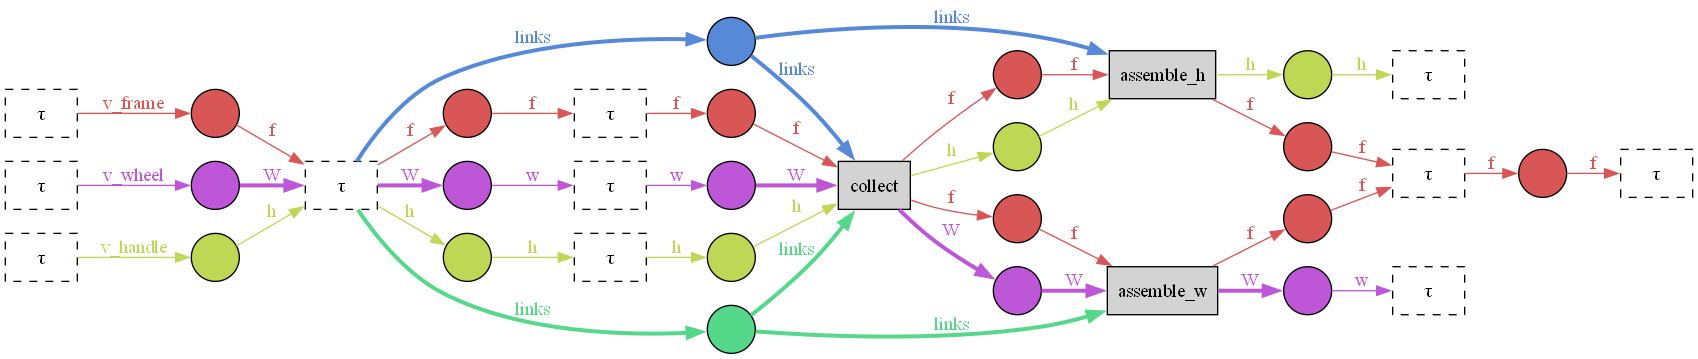 links
links
links
v_frame
f
f
f
f
f
f
f
assemble_h
h
h
τ
τ
τ
h
f
τ
v_wheel
W
τ
W
w
τ
w
W
collect
h
f
τ
f
f
τ
τ
v_handle
h
h
h
τ
h
h
links
f
W
f
f
W
assemble_w
W
w
τ
links
links